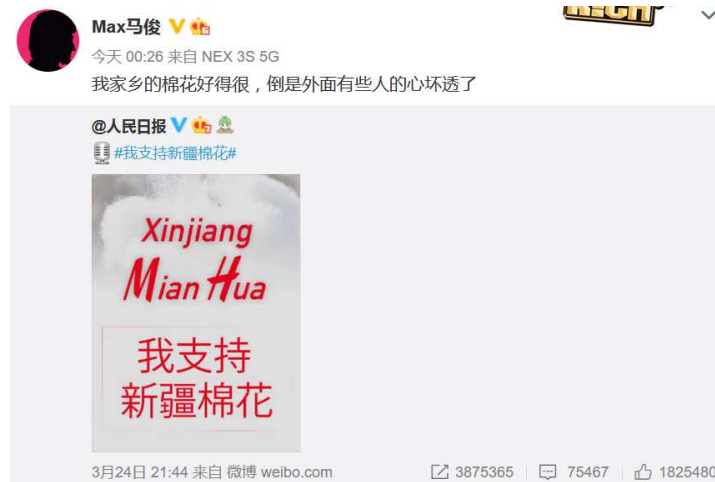 RICH
Max马俊
今天 00:26 来自 NEX 3S 5G
我家乡的棉花好得很，倒是外面有些人的心坏透了
@人民日报
#我支持新疆棉花#
Xinjiang
Mian Hua
我支持
新疆棉花
3月24日 21:44 来自 微博 weibo.com
3875365 75467 1825480